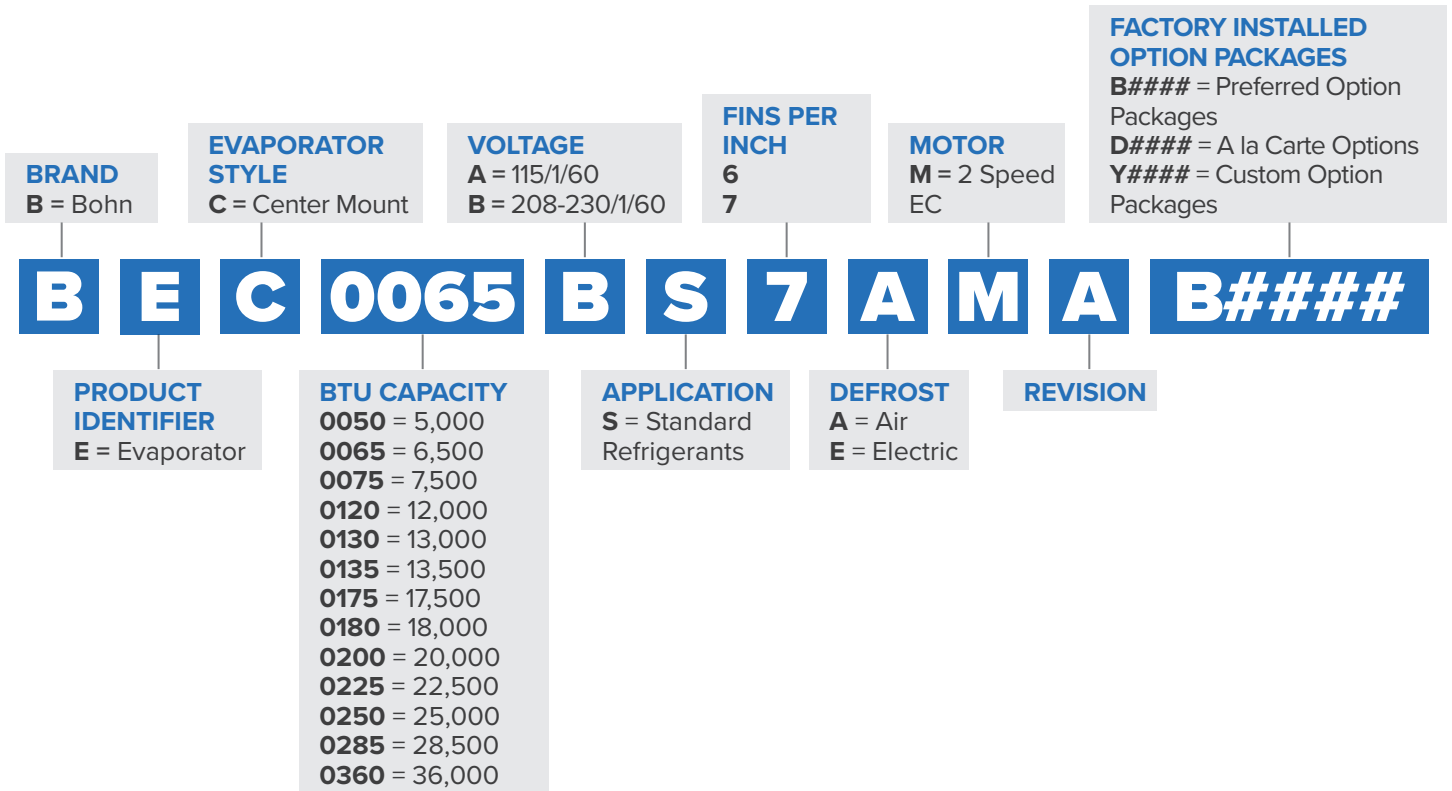 FACTORY INSTALLED
OPTION PACKAGES
B#### = Preferred Option
Packages
D#### = A la Carte Options
Y#### = Custom Option
Packages
FINS PER
INCH
6
7
EVAPORATOR
STYLE
C = Center Mount
VOLTAGE
A = 115/1/60
B = 208-230/1/60
MOTOR
M = 2 Speed
EC
BRAND
B = Bohn
B E C 0065 B S 7 A M A B####
PRODUCT
IDENTIFIER
E = Evaporator
BTU CAPACITY
0050 = 5,000
0065 = 6,500
0075 = 7,500
0120 = 12,000
0130 = 13,000
0135 = 13,500
0175 = 17,500
0180 = 18,000
0200 = 20,000
0225 = 22,500
0250 = 25,000
0285 = 28,500
0360 = 36,000
APPLICATION
S = Standard
Refrigerants
DEFROST
A = Air
E = Electric
REVISION